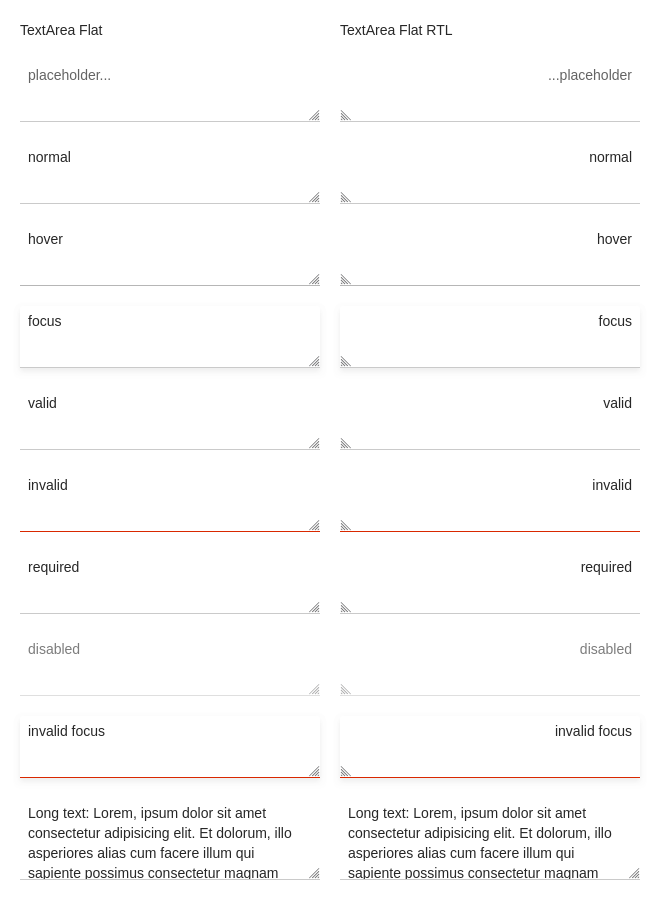 TextArea Flat
TextArea Flat RTL
placeholder...
...placeholder
normal
normal
hover
hover
focus
focus
valid
valid
invalid
invalid
required
required
disabled
disabled
invalid focus
invalid focus
Long text: Lorem, ipsum dolor sit amet
consectetur adipisicing elit. Et dolorum, illo
asperiores alias cum facere illum qui
sapiente possimus consectetur magnam
Long text: Lorem, ipsum dolor sit amet
consectetur adipisicing elit. Et dolorum, illo
asperiores alias cum facere illum qui
sapiente possimus consectetur magnam